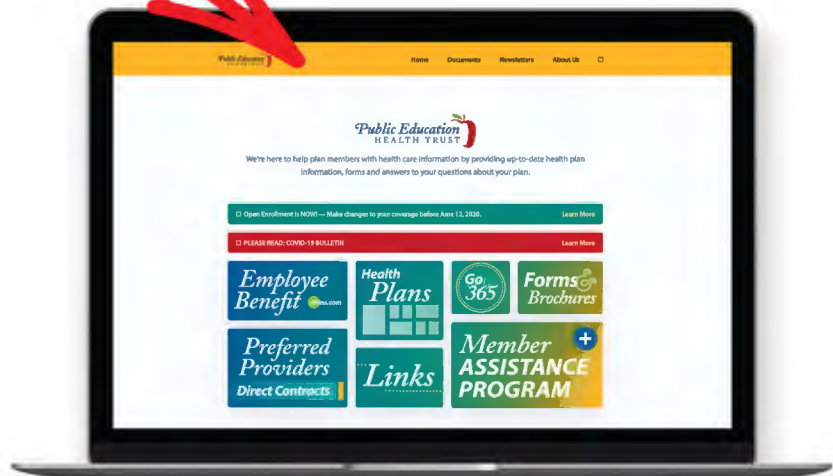 Public Education
Home Documents Newsletters About Us
Public Education
HEALTH TRUST
We're here to help plan members with health care information by providing up-to-date health plan
information, forms and answers to your questions about your plan.
Open Enrollment is NOW! — Make changes to your coverage before June 12, 2020. Learn More
PLEASE READ: COVID-19 BULLETIN Learn More
Employee
Benefit
Health
Plans
Go
365
Forms &
Brochures
Preferred
Providers
Direct Contracts
Links
Member
ASSISTANCE
PROGRAM